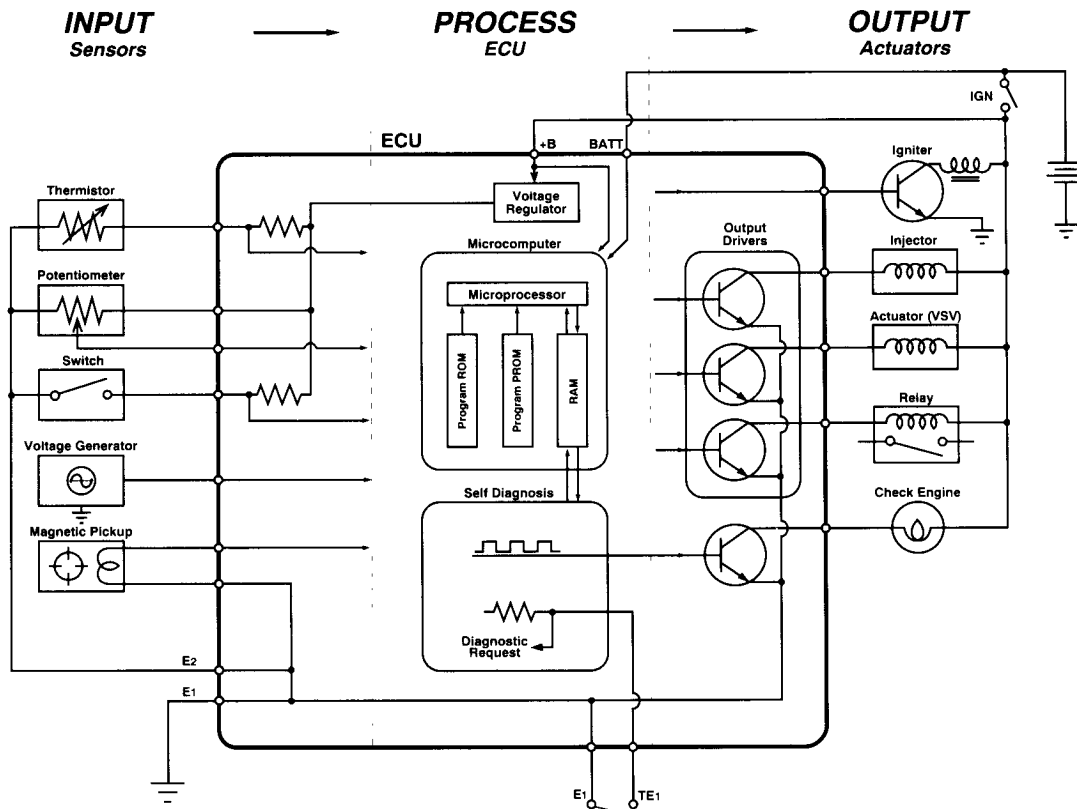 INPUT
Sensors
PROCESS
ECU
OUTPUT
Actuators
IGN
ECU
+B
BATT
Igniter
Thermistor
Voltage
Regulator
Microcomputer
Output
Drivers
Injector
Potentiometer
Microprocessor
Actuator (VSV)
Switch
Program ROM
Program PROM
RAM
Relay
Voltage Generator
Self Diagnosis
Check Engine
Magnetic Pickup
Diagnostic
Request
E2
E1
E1
TE1